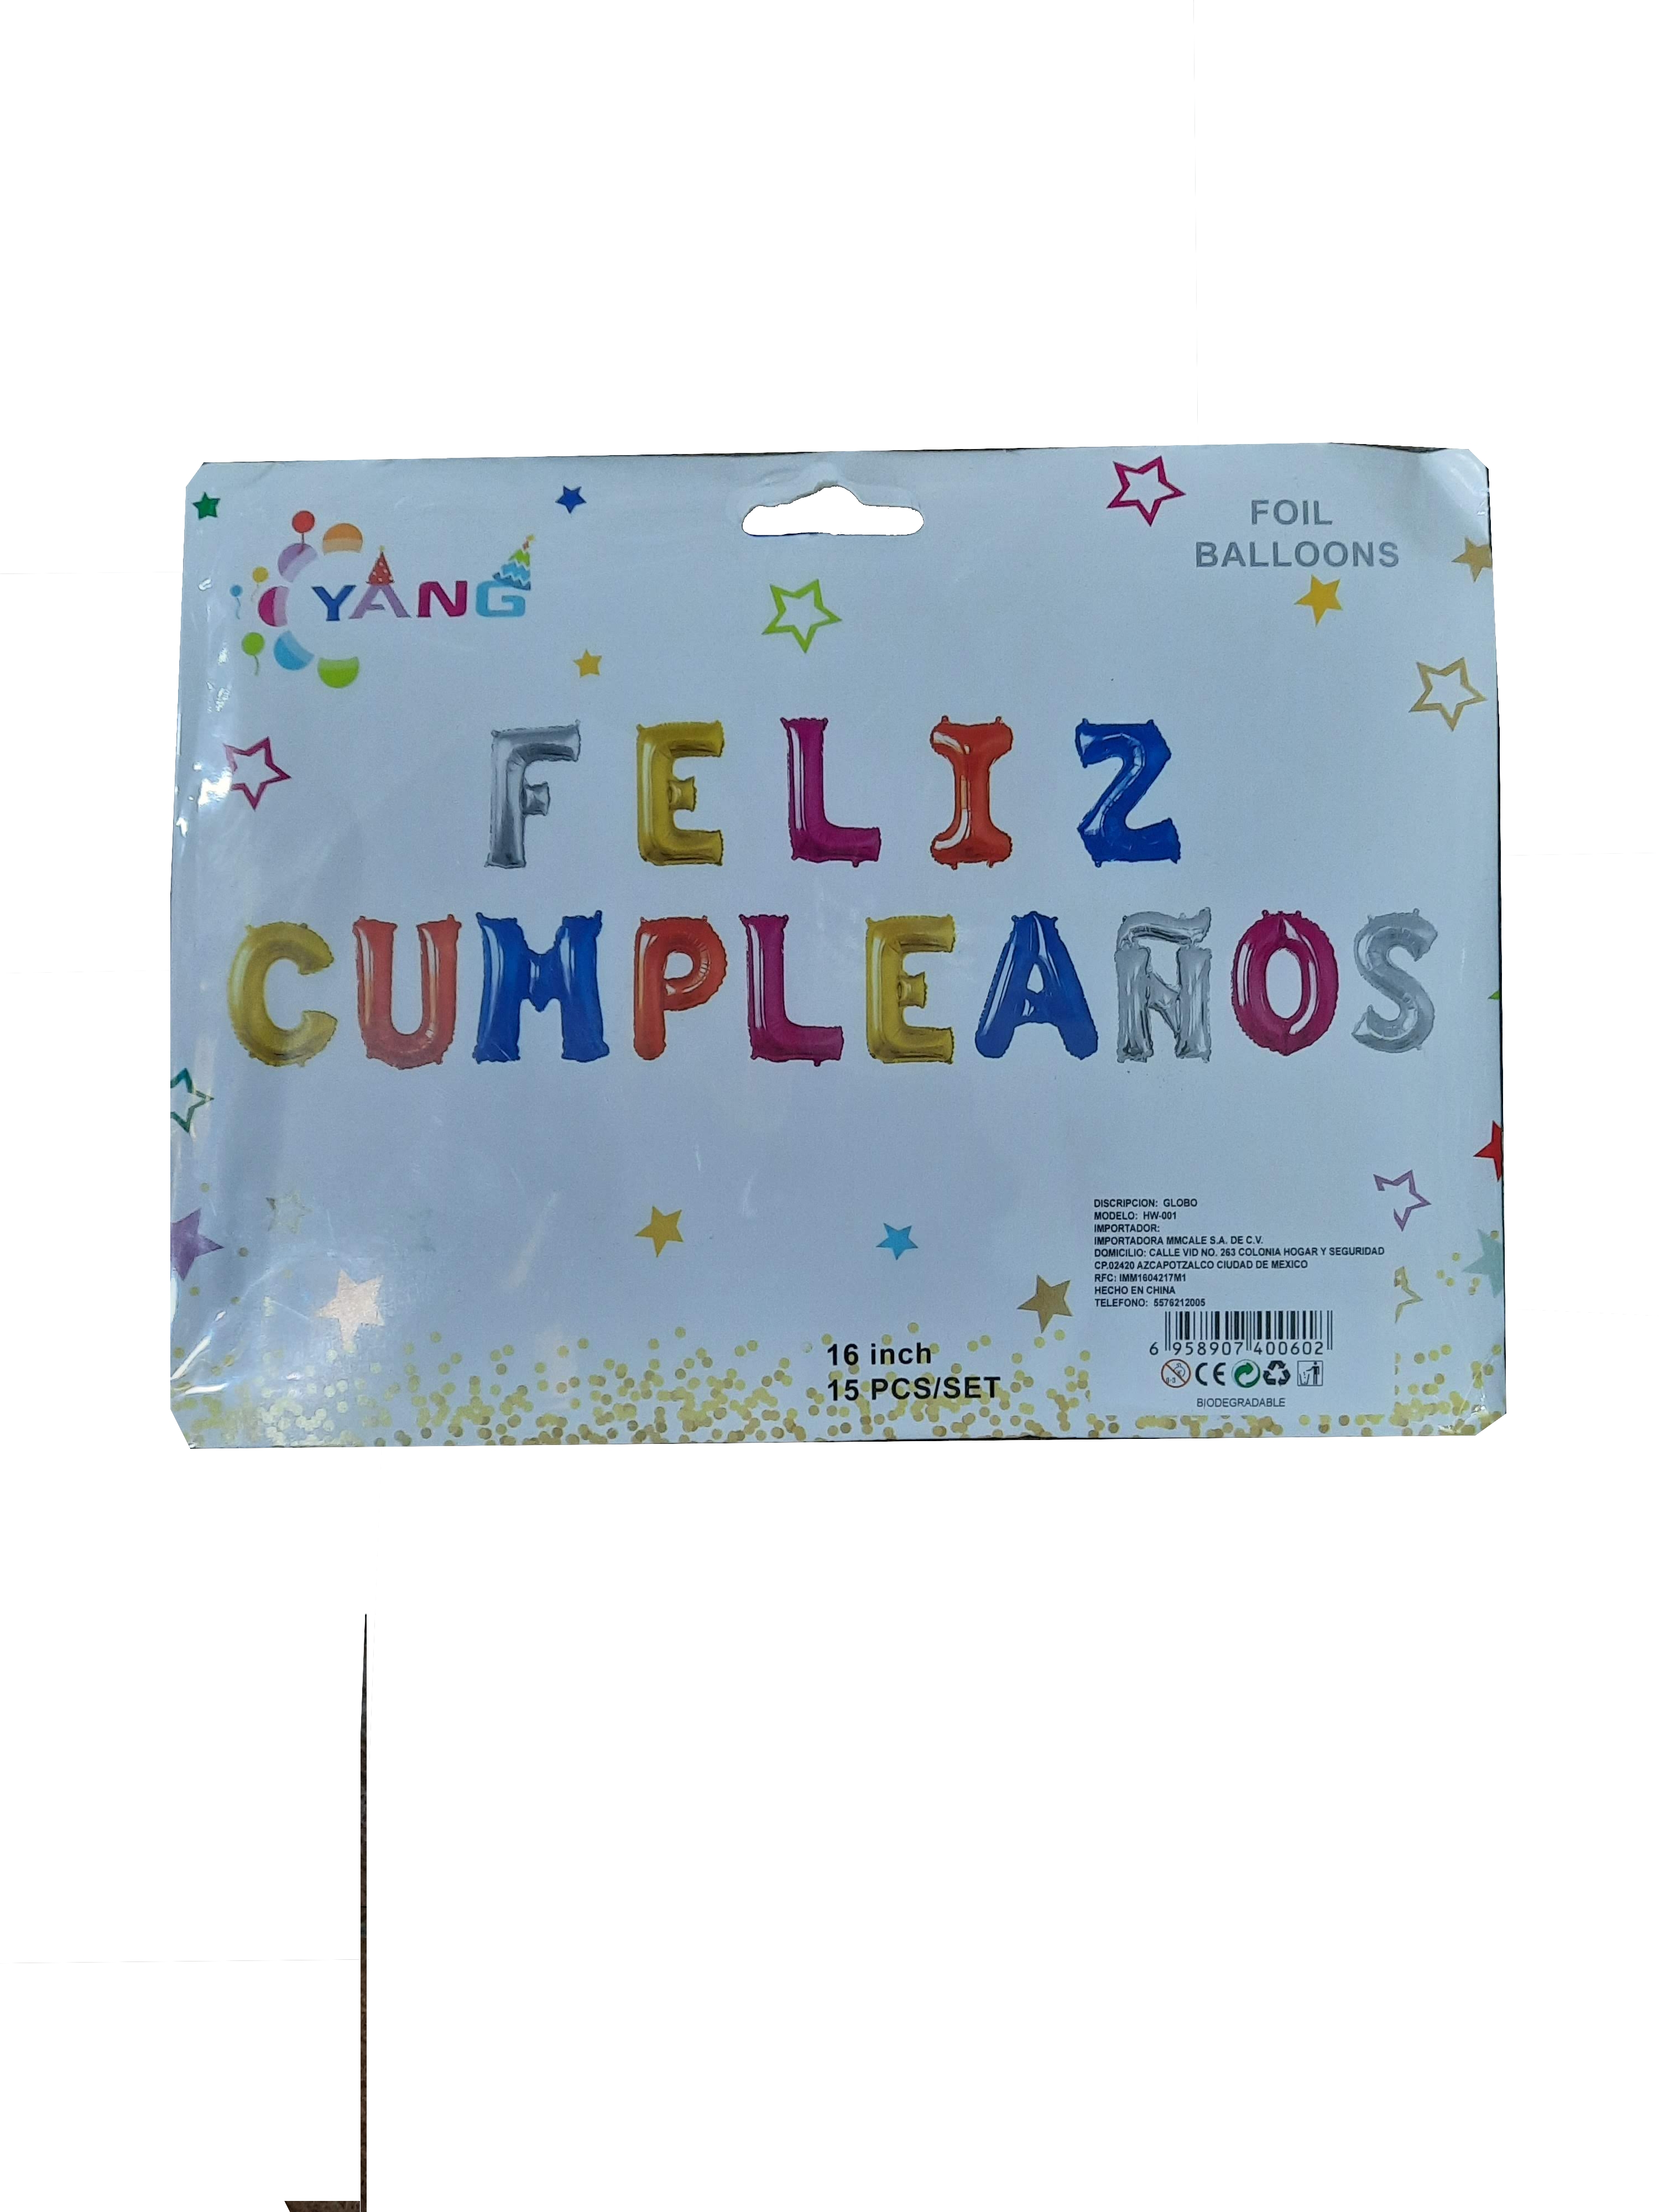 YANG
FOIL
BALLOONS
FELIZ
CUMPLEAÑOS
DISCRIPCION: GLOBO
MODELO: HW-001
IMPORTADOR:
IMPORTADORA MMCALE S.A. DE C.V.
DOMICILIO: CALLE VID NO. 263 COLONIA HOGAR Y SEGURIDAD
CP.02420 AZCAPOTZALCO CIUDAD DE MEXICO
RFC: IMM1604217M1
HECHO EN CHINA
TELEFONO: 5576212005
16 inch
15 PCS/SET
6 958907 400602
0-3 CE
BIODEGRADABLE